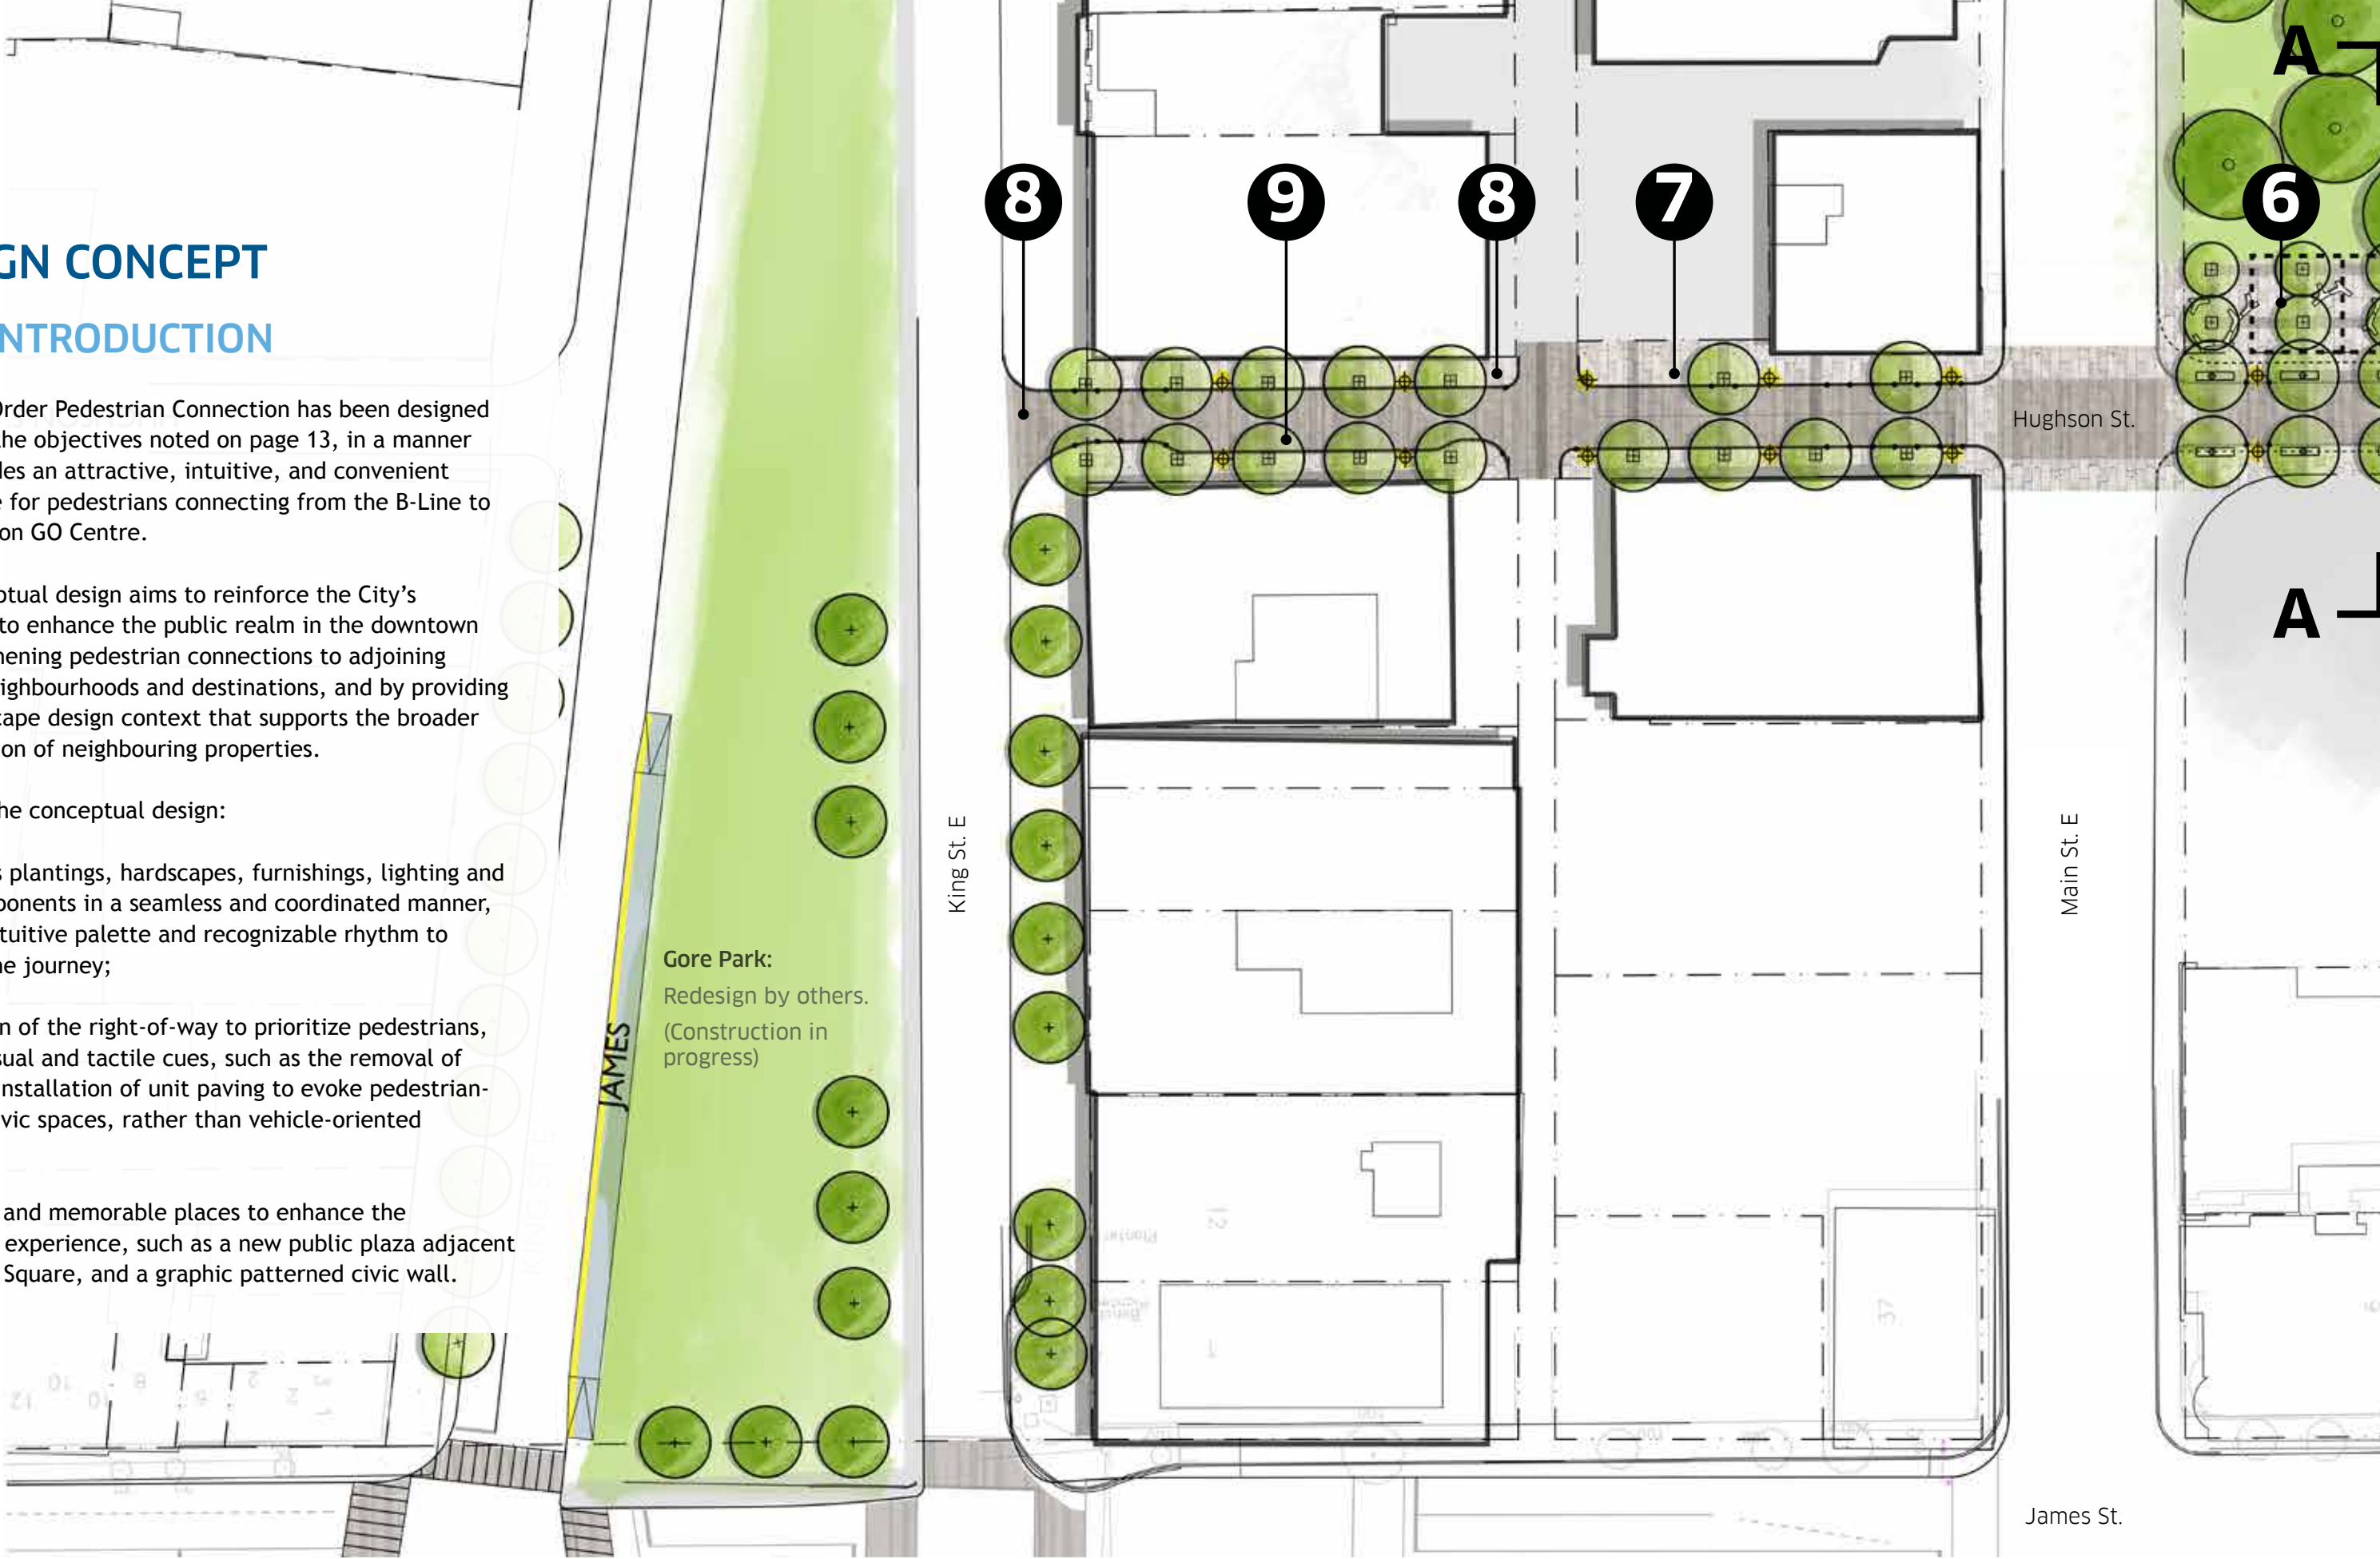 GN CONCEPT
NTRODUCTION
Order Pedestrian Connection has been designed
the objectives noted on page 13, in a manner
des an attractive, intuitive, and convenient
e for pedestrians connecting from the B-Line to
on GO Centre.
ptual design aims to reinforce the City's
to enhance the public realm in the downtown
hening pedestrian connections to adjoining
ighbourhoods and destinations, and by providing
cape design context that supports the broader
ion of neighbouring properties.
he conceptual design:
s plantings, hardscapes, furnishings, lighting and
ponents in a seamless and coordinated manner,
tuitive palette and recognizable rhythm to
he journey;
n of the right-of-way to prioritize pedestrians,
sual and tactile cues, such as the removal of
installation of unit paving to evoke pedestrian-
vic spaces, rather than vehicle-oriented
and memorable places to enhance the
experience, such as a new public plaza adjacent
Square, and a graphic patterned civic wall.
JAMES
Gore Park:
Redesign by others.
(Construction in
progress)
King St. E
8
9
8
7
6
A
A
Hughson St.
Main St. E
James St.